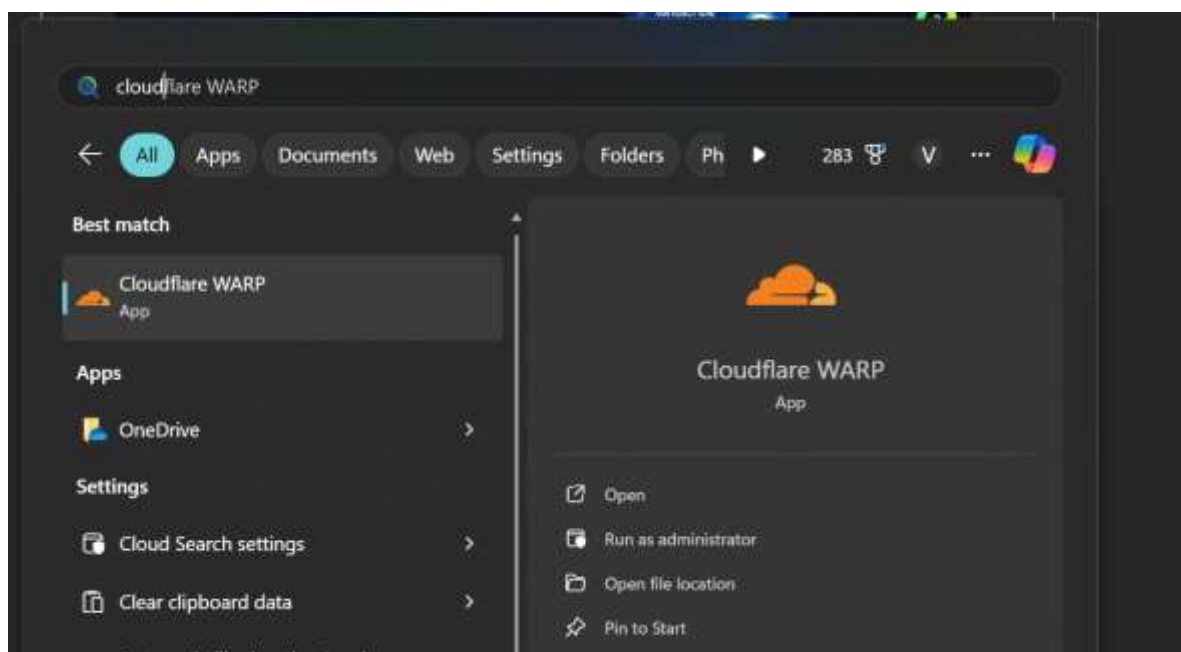 cloudflare WARP
All Apps Documents Web Settings Folders Ph 283 V ...
Best match
Cloudflare WARP
App
Apps
OneDrive
Settings
Cloud Search settings
Clear clipboard data
Cloudflare WARP
App
Open
Run as administrator
Open file location
Pin to Start